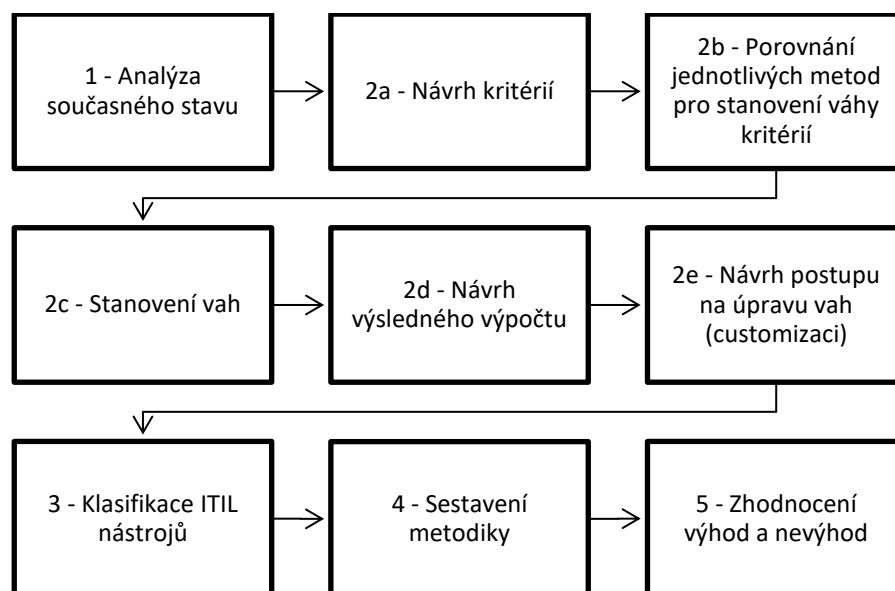 1 - Analýza
současného stavu
2a - Návrh kritérií
2b - Porovnání
jednotlivých metod
pro stanovení váhy
kritérií
2c - Stanovení vah
2d - Návrh
výsledného výpočtu
2e - Návrh postupu
na úpravu vah
(customizaci)
3 - Klasifikace ITIL
nástrojů
4 - Sestavení
metodiky
5 - Zhodnocení
výhod a nevýhod